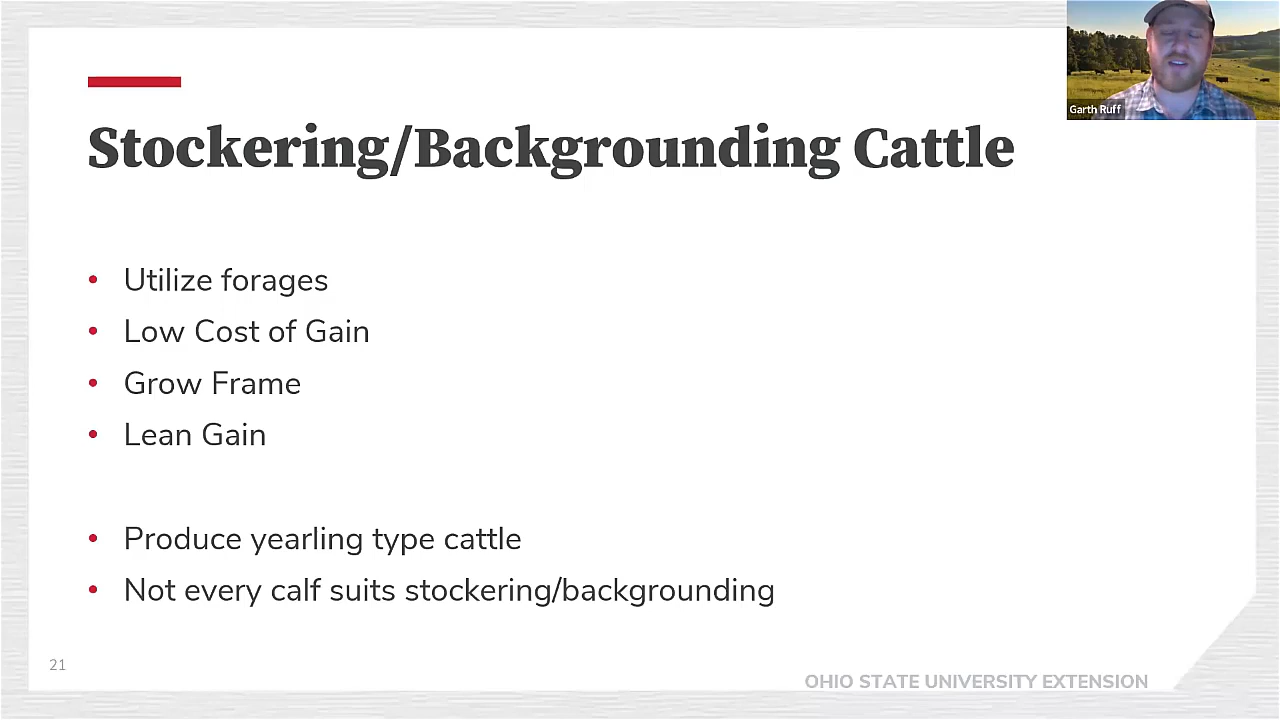 Garth Ruff
Stockering/Backgrounding Cattle
• Utilize forages
• Low Cost of Gain
• Grow Frame
• Lean Gain
• Produce yearling type cattle
• Not every calf suits stockering/backgrounding
21
OHIO STATE UNIVERSITY EXTENSION